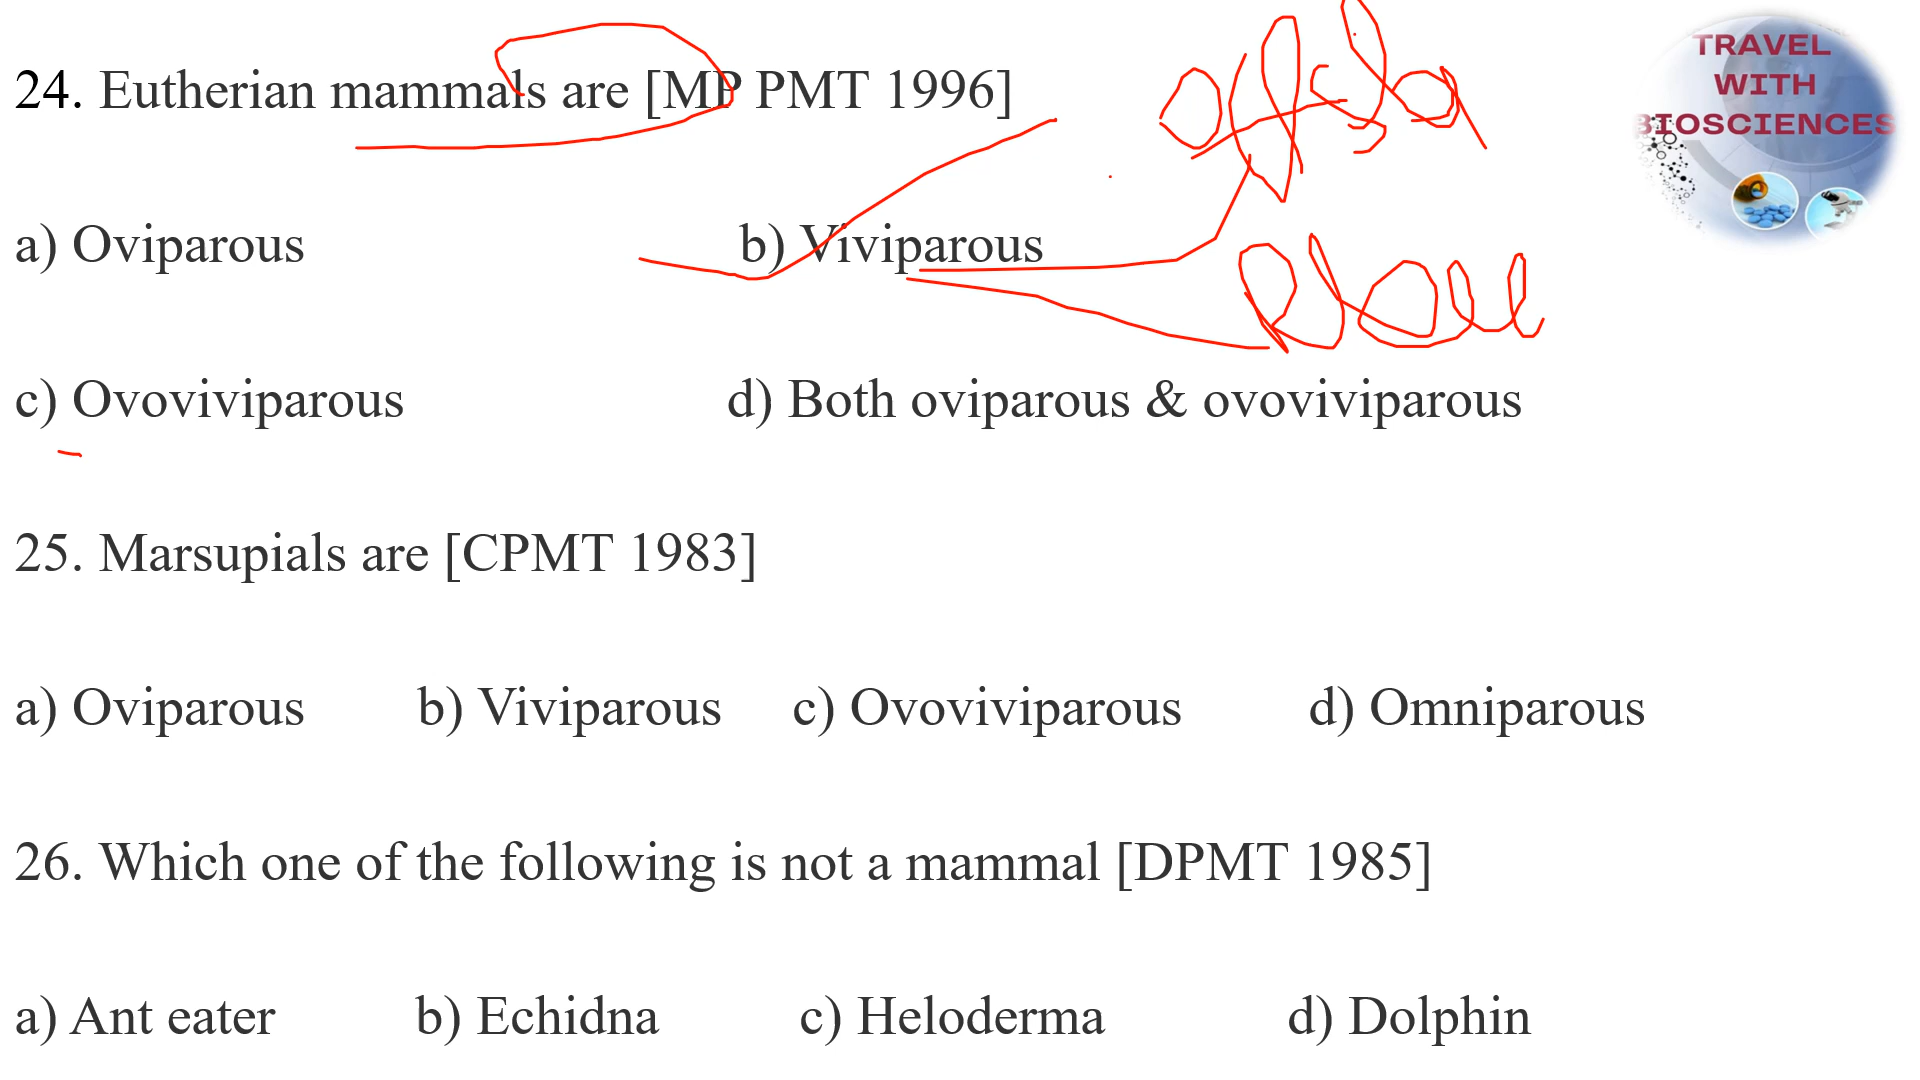 24. Eutherian mammals are [MP PMT 1996]
a) Oviparous b) Viviparous
c) Ovoviviparous d) Both oviparous & ovoviviparous
25. Marsupials are [CPMT 1983]
a) Oviparous b) Viviparous c) Ovoviviparous d) Omniparous
26. Which one of the following is not a mammal [DPMT 1985]
a) Ant eater b) Echidna c) Heloderma d) Dolphin
TRAVEL
WITH
BIOSCIENCES